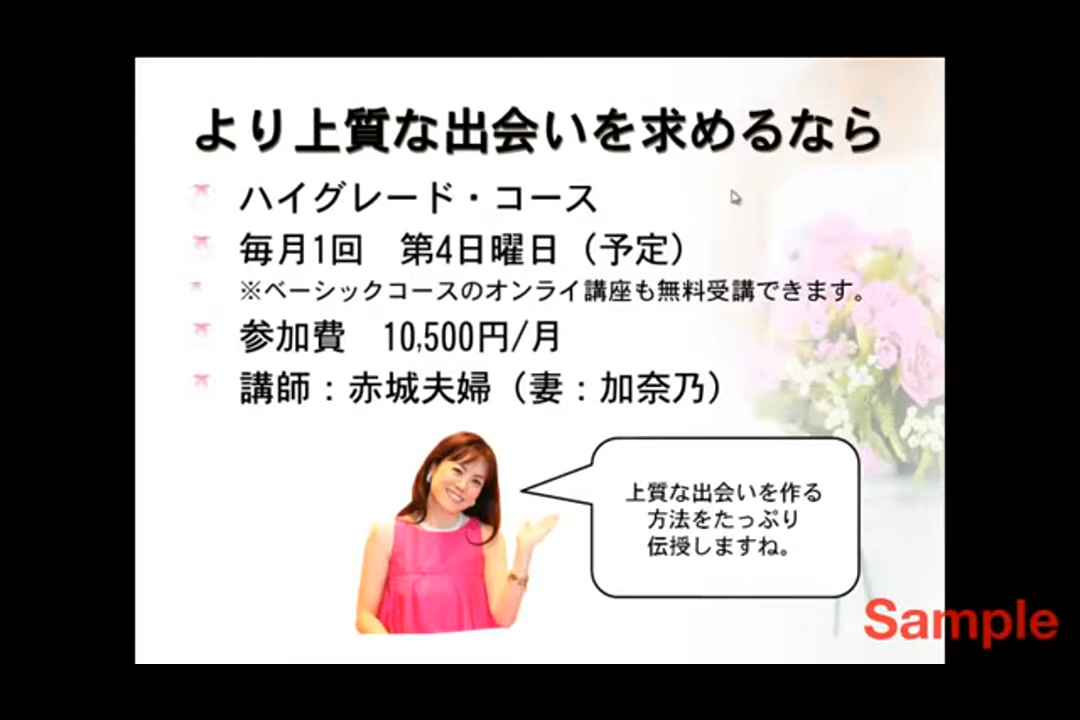 より上質な出会いを求めるなら
ハイグレード・コース
毎月1回　第4日曜日（予定）
※ベーシックコースのオンライ講座も無料受講できます。
参加費　10,500円/月
講師：赤城夫婦（妻：加奈乃）
上質な出会いを作る
方法をたっぷり
伝授しますね。
Sample